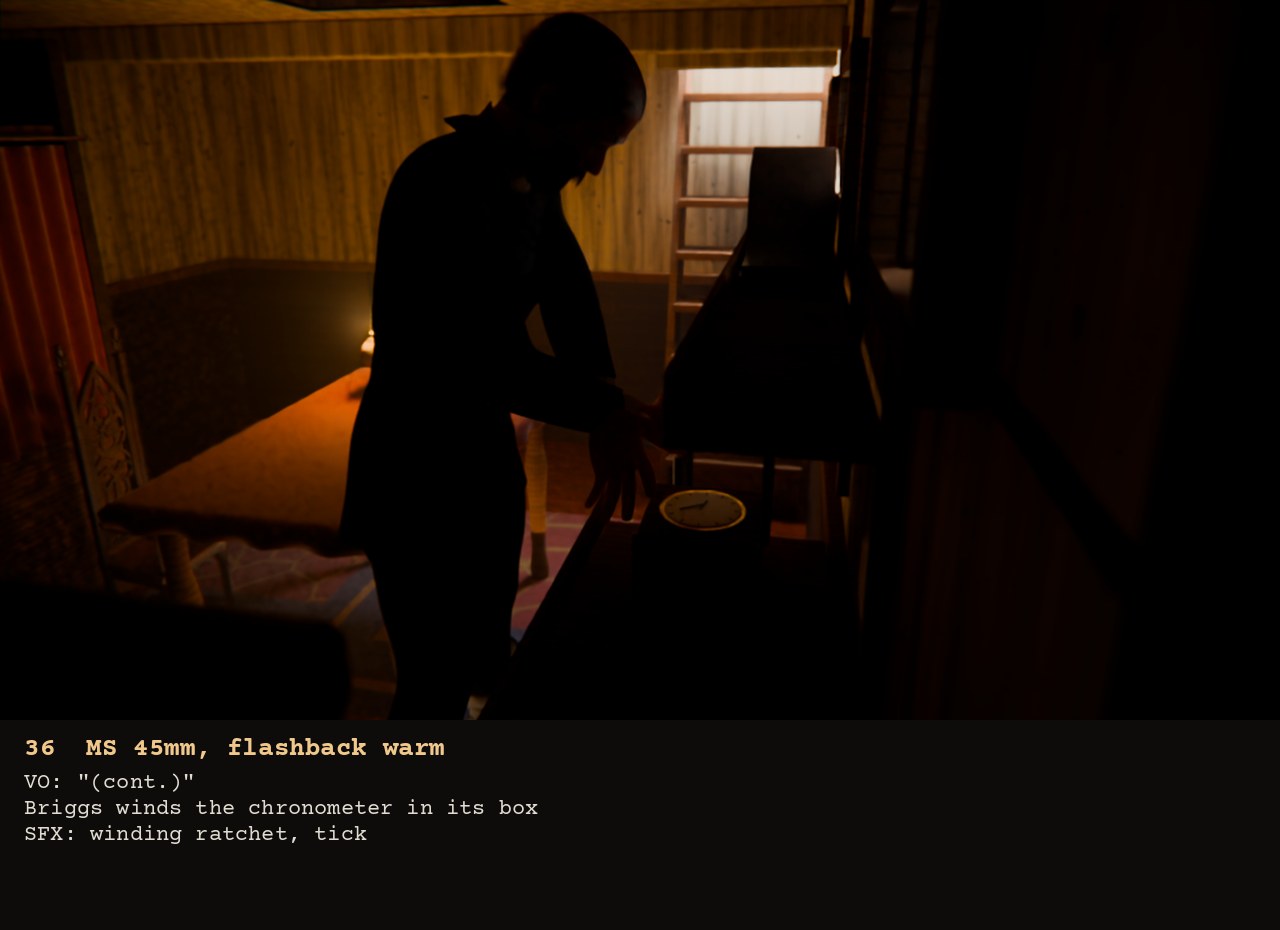 36  MS 45mm, flashback warm
VO: "(cont.)"
Briggs winds the chronometer in its box
SFX: winding ratchet, tick